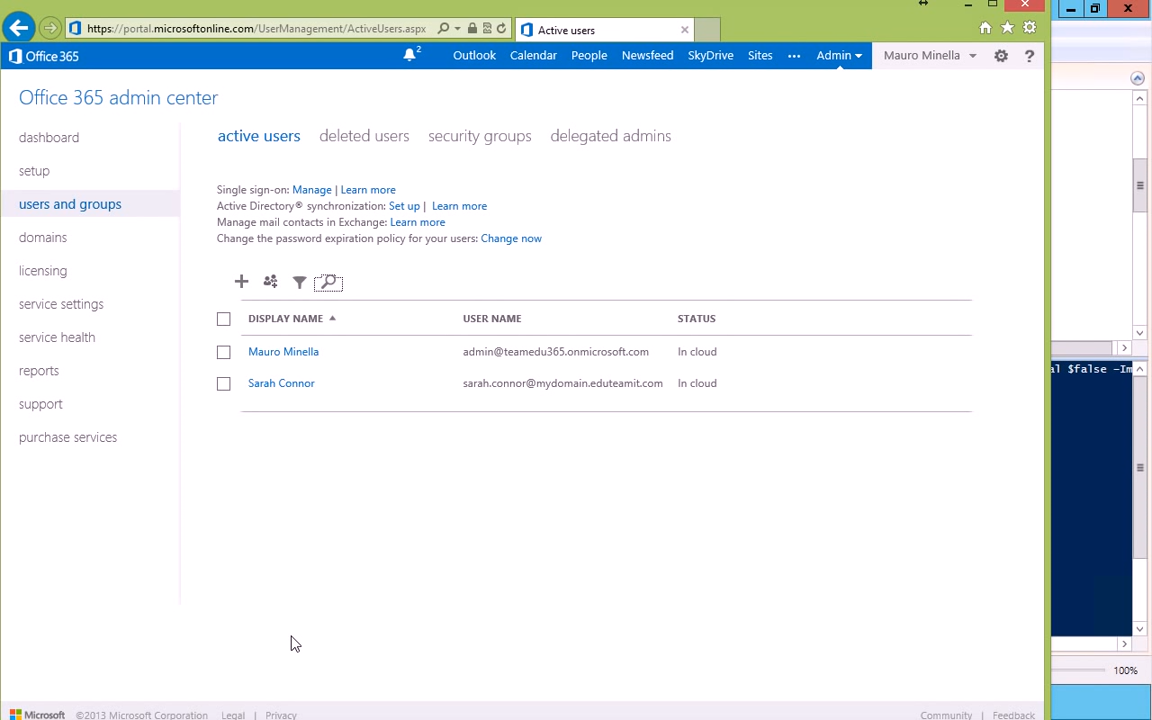 https://portal.microsoftonline.com/UserManagement/ActiveUsers.aspx
Active users
Office 365
2
Outlook Calendar People Newsfeed SkyDrive Sites ··· Admin Mauro Minella ?
Office 365 admin center
dashboard
setup
users and groups
domains
licensing
service settings
service health
reports
support
purchase services
active users deleted users security groups delegated admins
Single sign-on: Manage | Learn more
Active Directory® synchronization: Set up | Learn more
Manage mail contacts in Exchange: Learn more
Change the password expiration policy for your users: Change now
DISPLAY NAME USER NAME STATUS
Mauro Minella admin@teamedu365.onmicrosoft.com In cloud
Sarah Connor sarah.connor@mydomain.eduteamit.com In cloud
al $false -Im
100%
Microsoft ©2013 Microsoft Corporation Legal | Privacy Community | Feedback